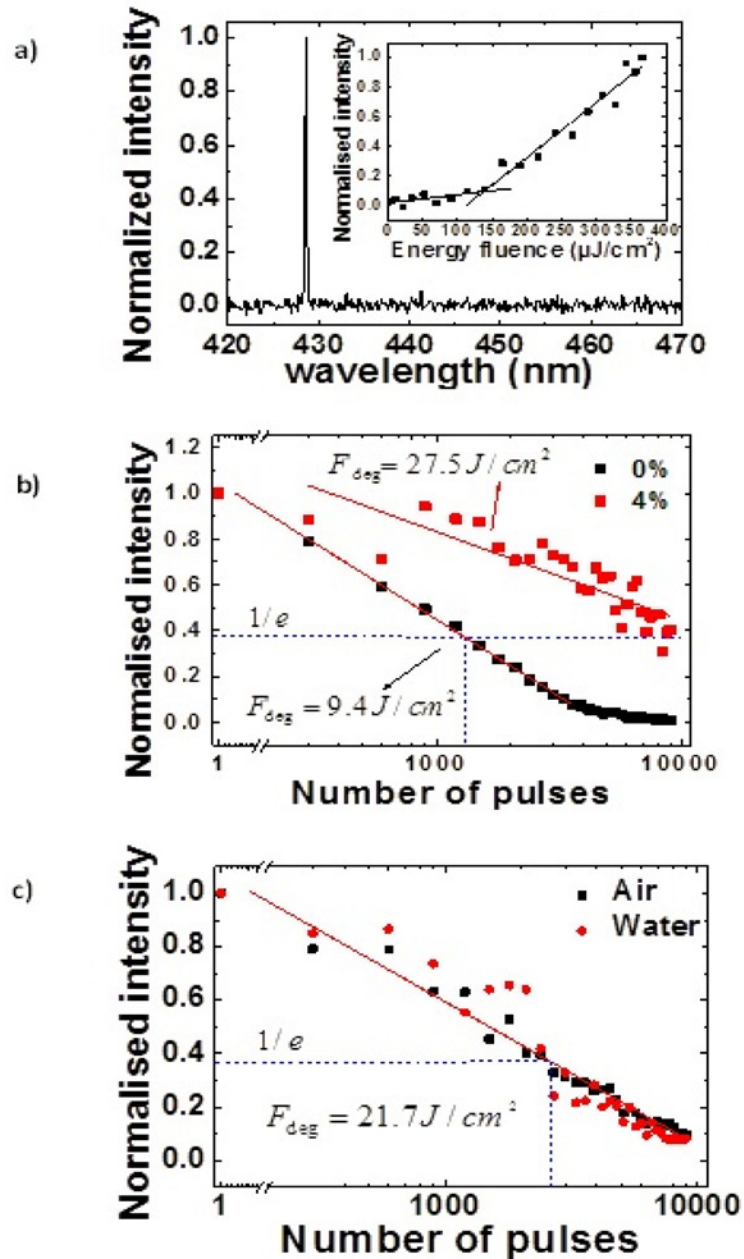 a)
Normalized intensity
1.0
0.8
0.6
0.4
0.2
0.0
420 430 440 450 460 470
wavelength (nm)
Normalised intensity
1.0
0.8
0.6
0.4
0.2
0.0
0 50 100 150 200 250 300 350 400
Energy fluence (µJ/cm²)
b)
Normalised intensity
1.2
1.0
0.8
0.6
0.4
0.2
0.0
F_deg = 27.5 J / cm²
0%
4%
1/e
F_deg = 9.4 J / cm²
1 1000 10000
Number of pulses
c)
Normalised intensity
1.0
0.8
0.6
0.4
0.2
0.0
Air
Water
1/e
F_deg = 21.7 J / cm²
1 1000 10000
Number of pulses